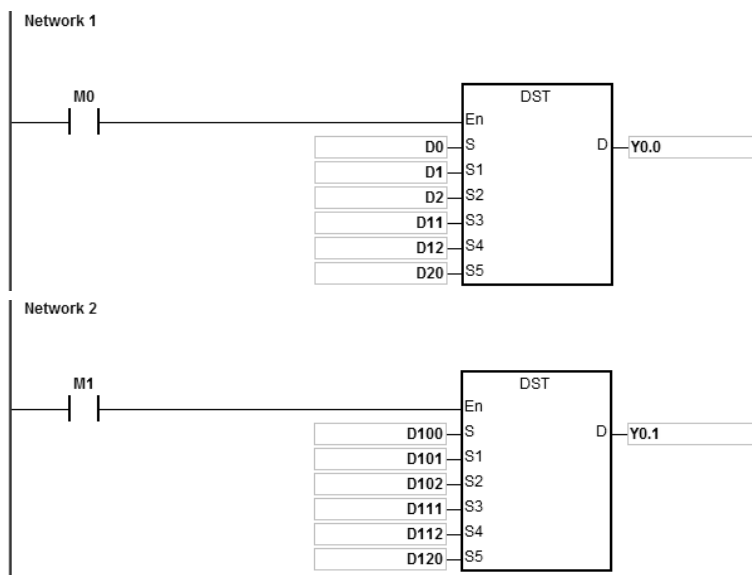 Network 1
M0
DST
En
D0 S D Y0.0
D1 S1
D2 S2
D11 S3
D12 S4
D20 S5
Network 2
M1
DST
En
D100 S D Y0.1
D101 S1
D102 S2
D111 S3
D112 S4
D120 S5